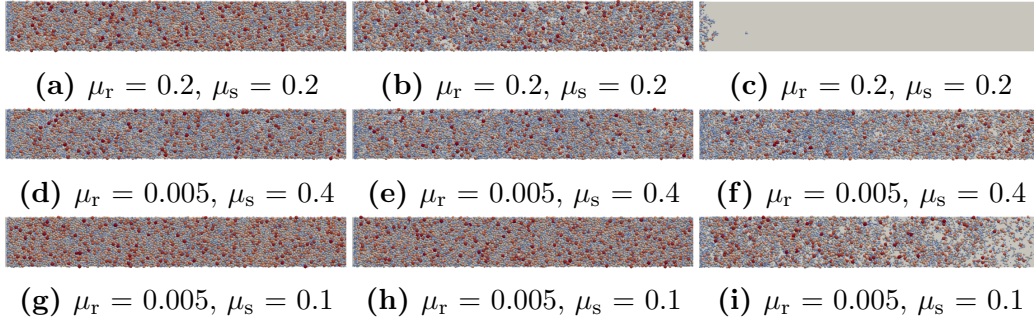 (a) μr = 0.2, μs = 0.2
(b) μr = 0.2, μs = 0.2
(c) μr = 0.2, μs = 0.2
(d) μr = 0.005, μs = 0.4
(e) μr = 0.005, μs = 0.4
(f) μr = 0.005, μs = 0.4
(g) μr = 0.005, μs = 0.1
(h) μr = 0.005, μs = 0.1
(i) μr = 0.005, μs = 0.1